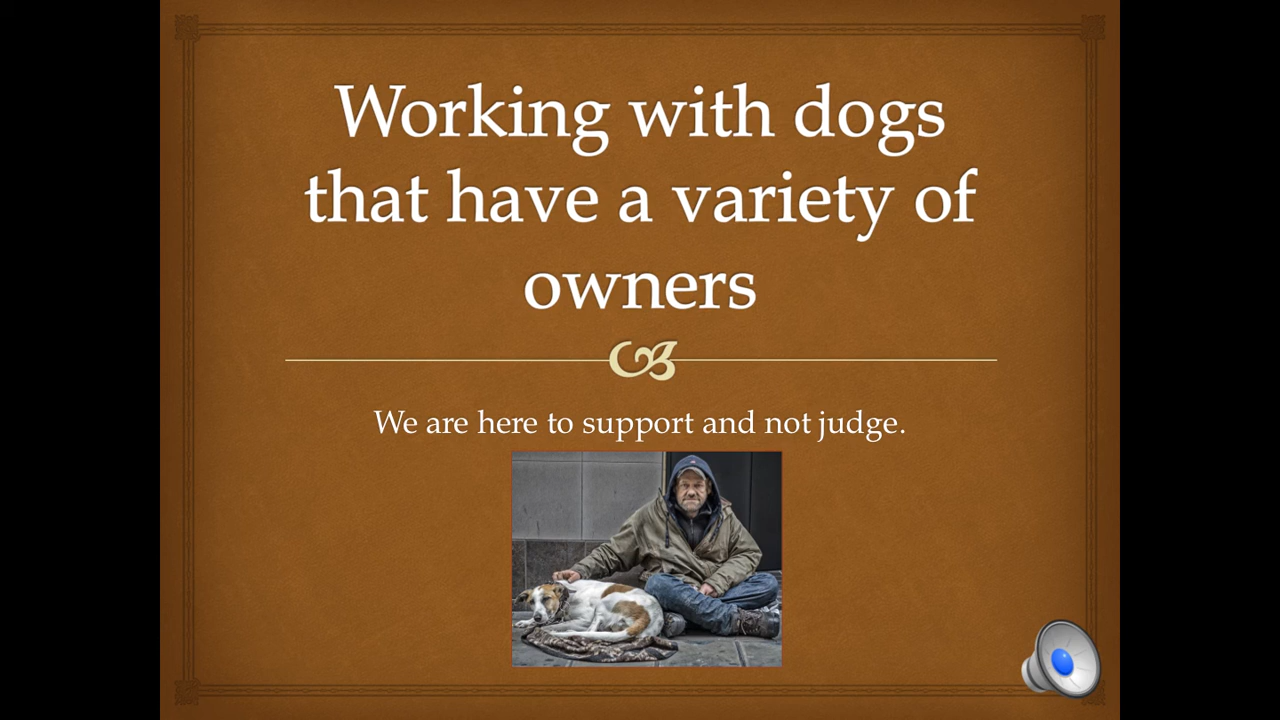 Working with dogs
that have a variety of
owners
We are here to support and not judge.